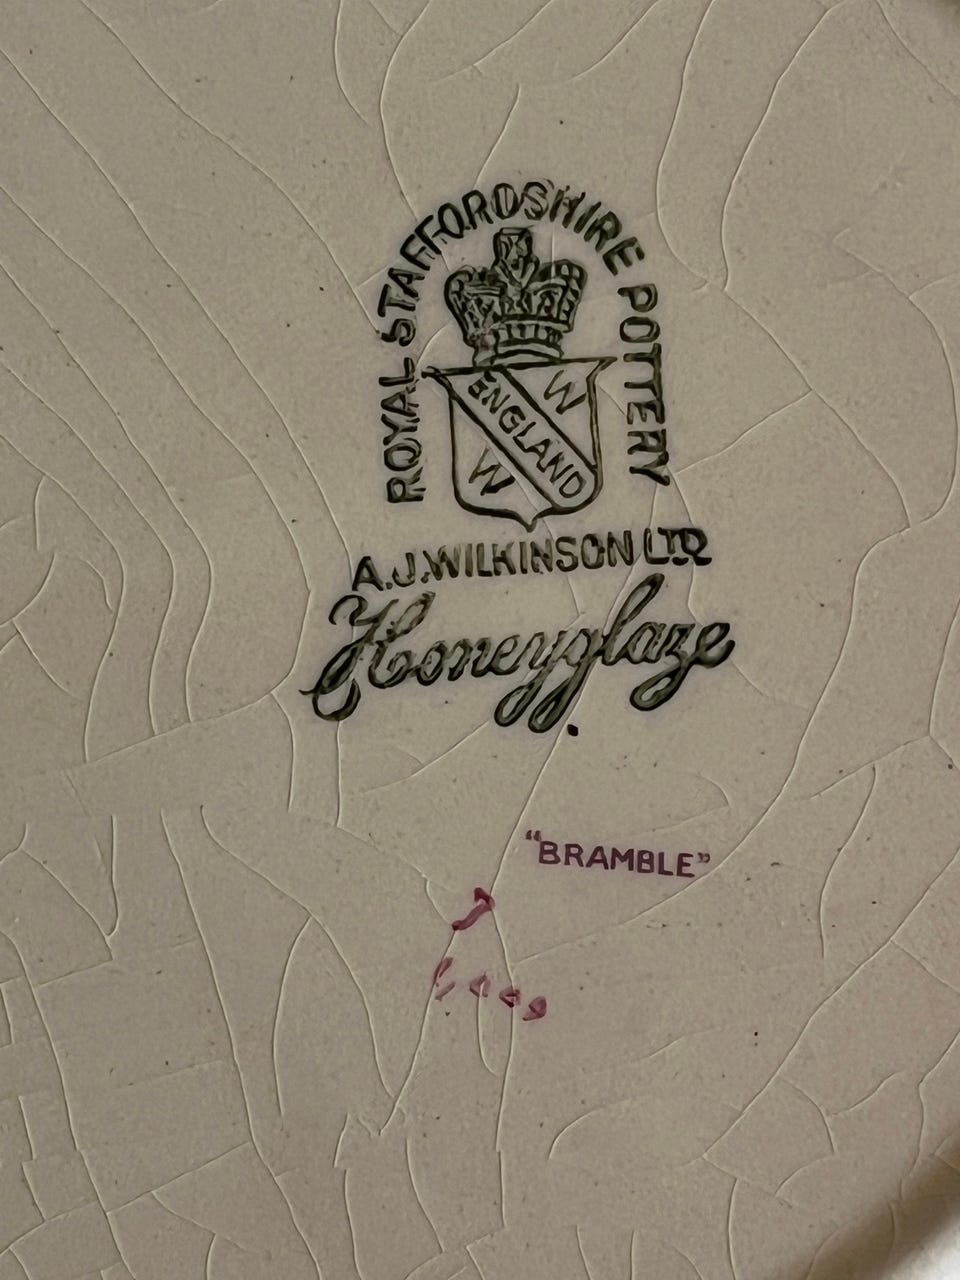 ROYAL STAFFORDSHIRE POTTERY
W
ENGLAND
W
A.J. WILKINSON LTD
Honeyglaze
"BRAMBLE"